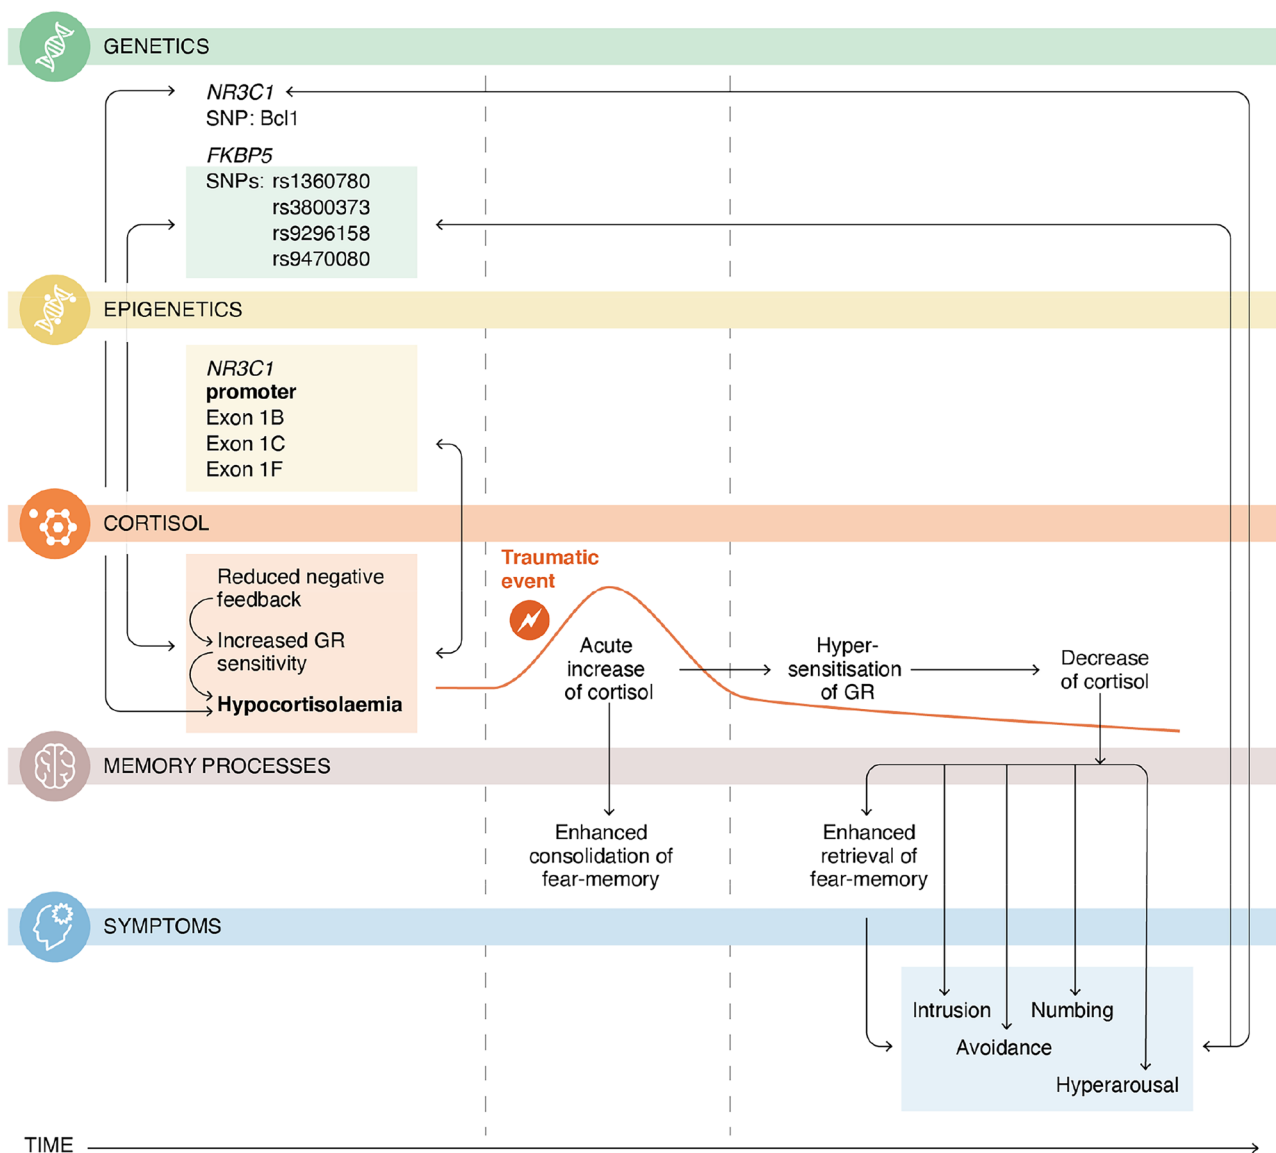 GENETICS
NR3C1
SNP: Bcl1
FKBP5
SNPs: rs1360780
rs3800373
rs9296158
rs9470080
EPIGENETICS
NR3C1
promoter
Exon 1B
Exon 1C
Exon 1F
CORTISOL
Reduced negative
feedback
Increased GR
sensitivity
Hypocortisolaemia
Traumatic
event
Acute
increase
of cortisol
Hyper-
sensitisation
of GR
Decrease
of cortisol
MEMORY PROCESSES
Enhanced
consolidation of
fear-memory
Enhanced
retrieval of
fear-memory
SYMPTOMS
Intrusion
Numbing
Avoidance
Hyperarousal
TIME